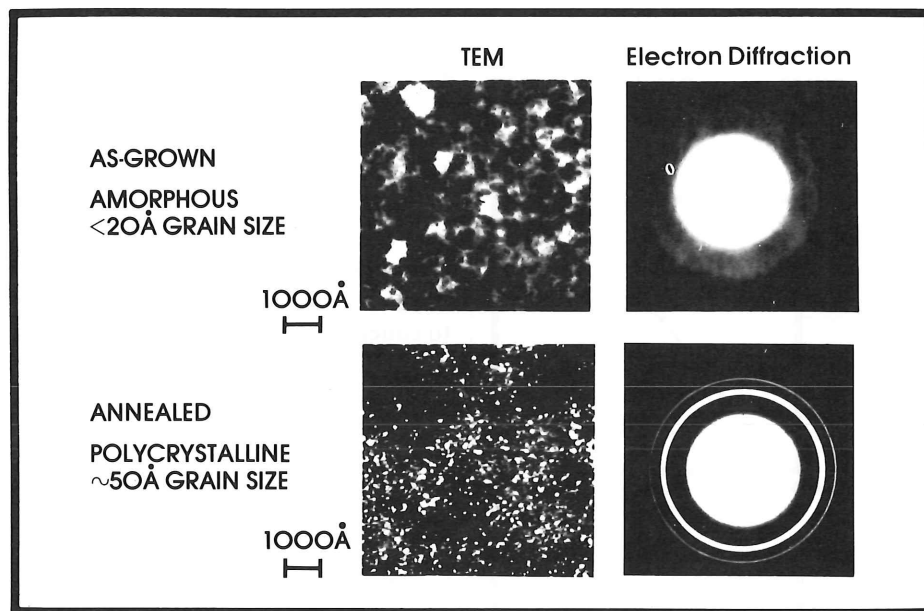 TEM
Electron Diffraction
AS-GROWN
AMORPHOUS
<20Å GRAIN SIZE
1000Å
ANNEALED
POLYCRYSTALLINE
~50Å GRAIN SIZE
1000Å